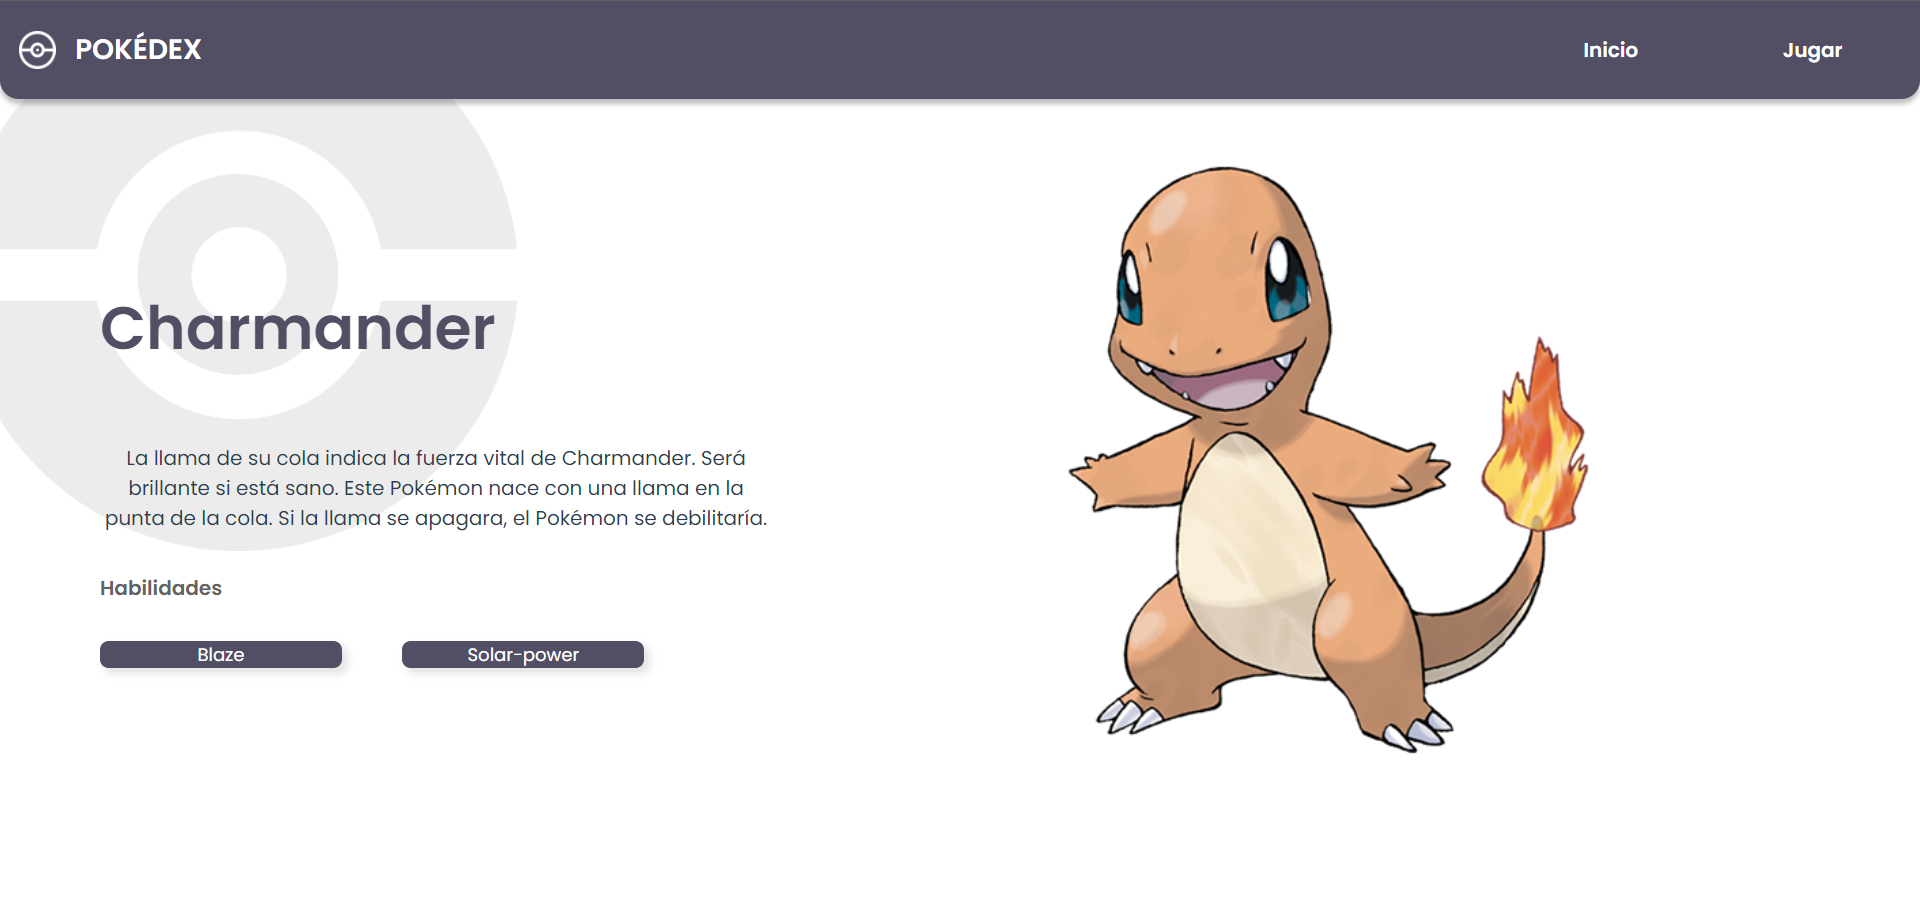 POKÉDEX
Inicio
Jugar
Charmander
La llama de su cola indica la fuerza vital de Charmander. Será
brillante si está sano. Este Pokémon nace con una llama en la
punta de la cola. Si la llama se apagara, el Pokémon se debilitaría.
Habilidades
Blaze
Solar-power